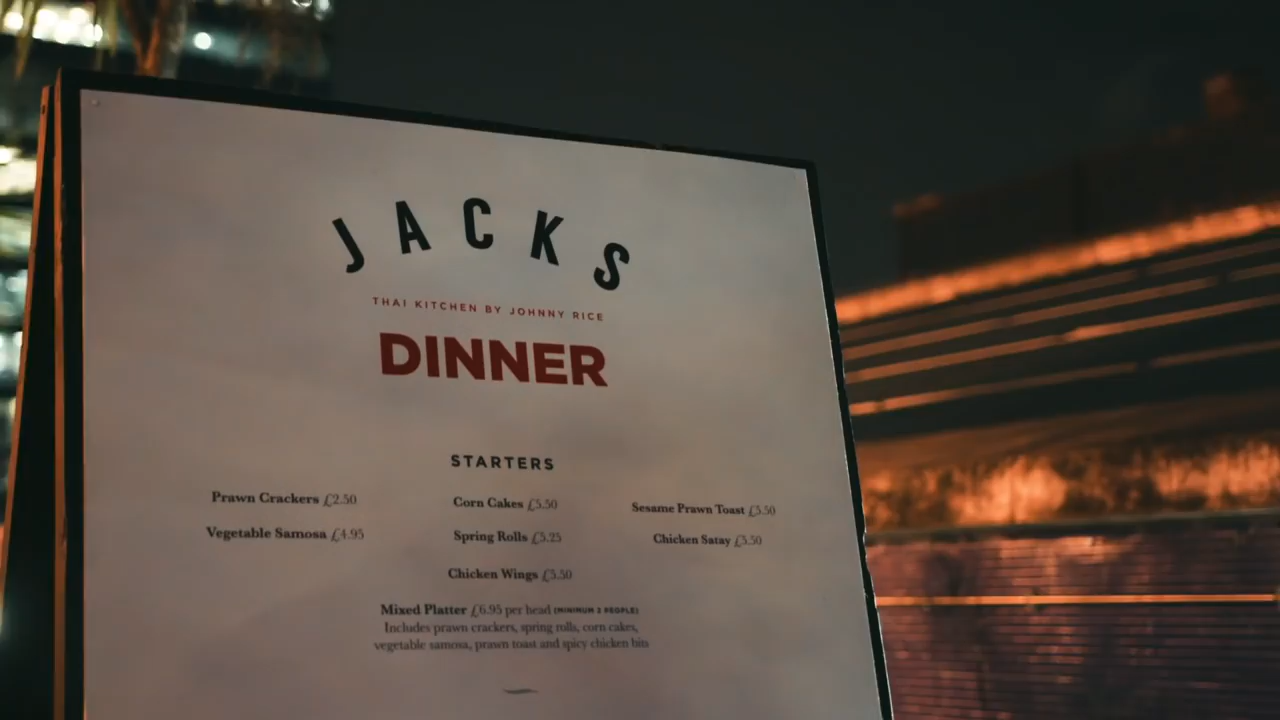 JACKS
THAI KITCHEN BY JOHNNY RICE
DINNER
STARTERS
Prawn Crackers £2.50
Corn Cakes £5.50
Sesame Prawn Toast £5.50
Vegetable Samosa £4.95
Spring Rolls £5.25
Chicken Satay £5.50
Chicken Wings £5.50
Mixed Platter £6.95 per head (MINIMUM 2 PEOPLE)
Includes prawn crackers, spring rolls, corn cakes,
vegetable samosa, prawn toast and spicy chicken bits